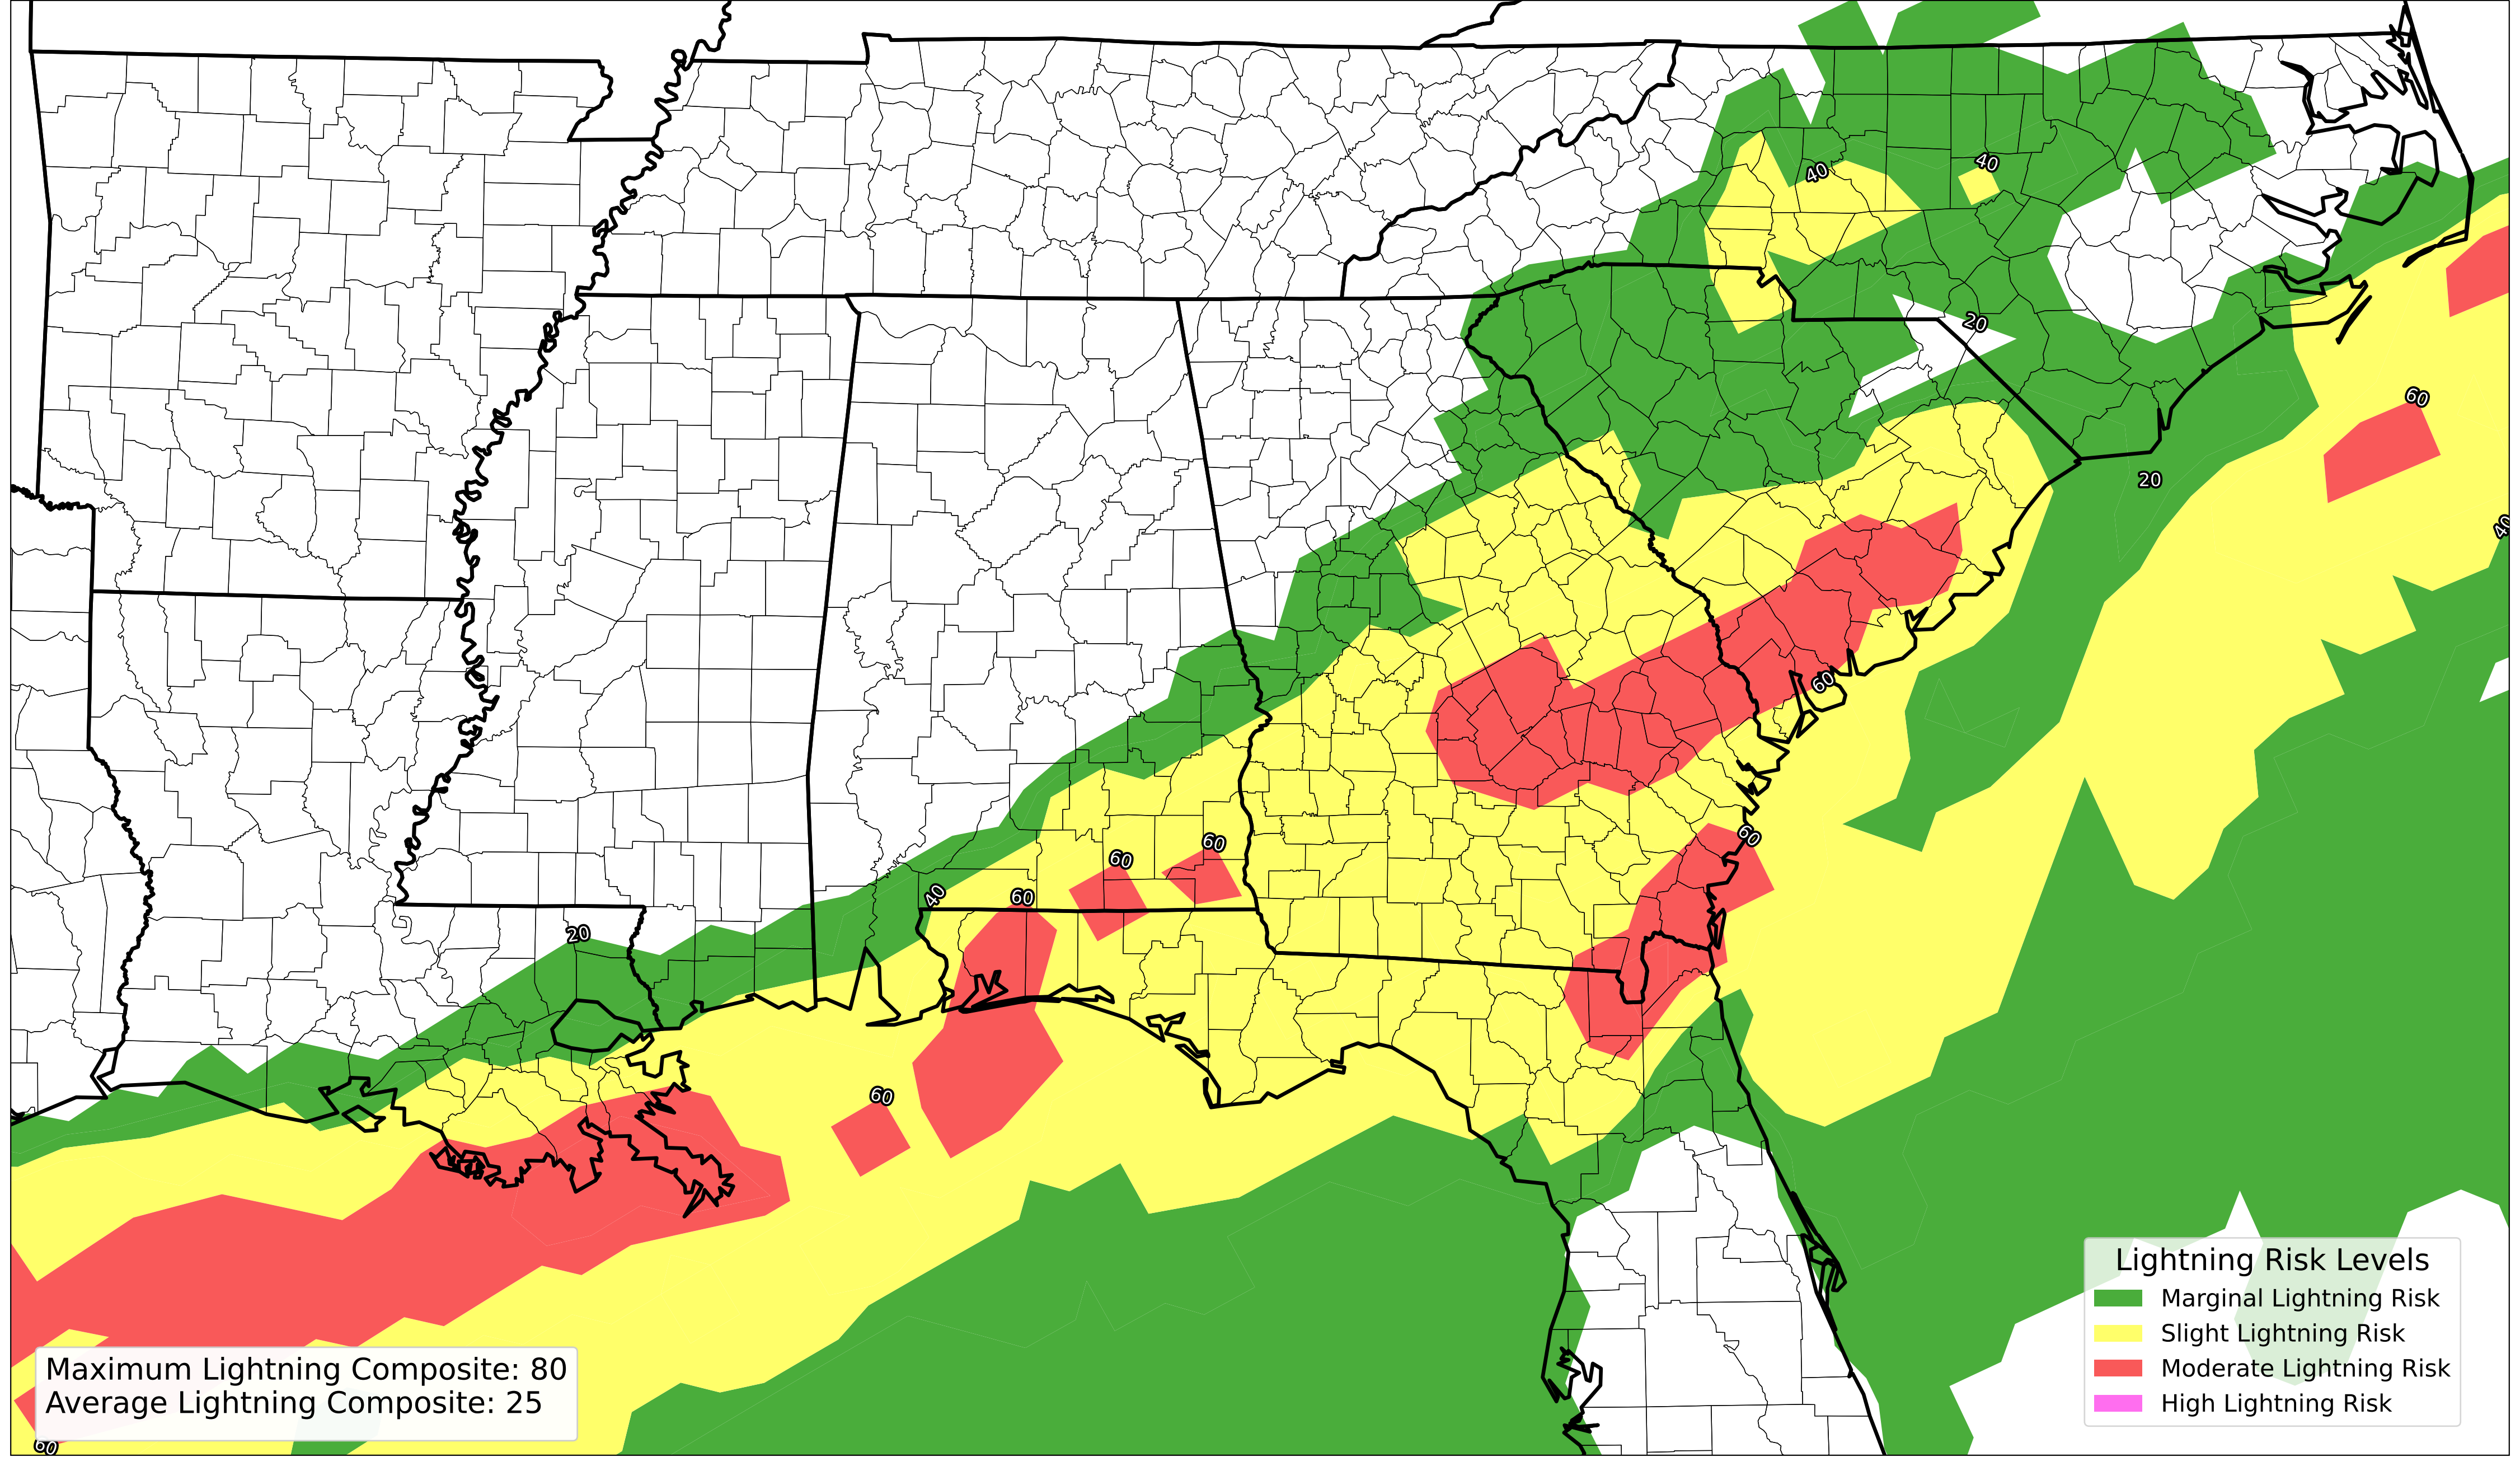 40
40
20
60
20
40
60
60
60
60
60
40
20
60
Lightning Risk Levels
Marginal Lightning Risk
Slight Lightning Risk
Moderate Lightning Risk
High Lightning Risk
Maximum Lightning Composite: 80
Average Lightning Composite: 25
60